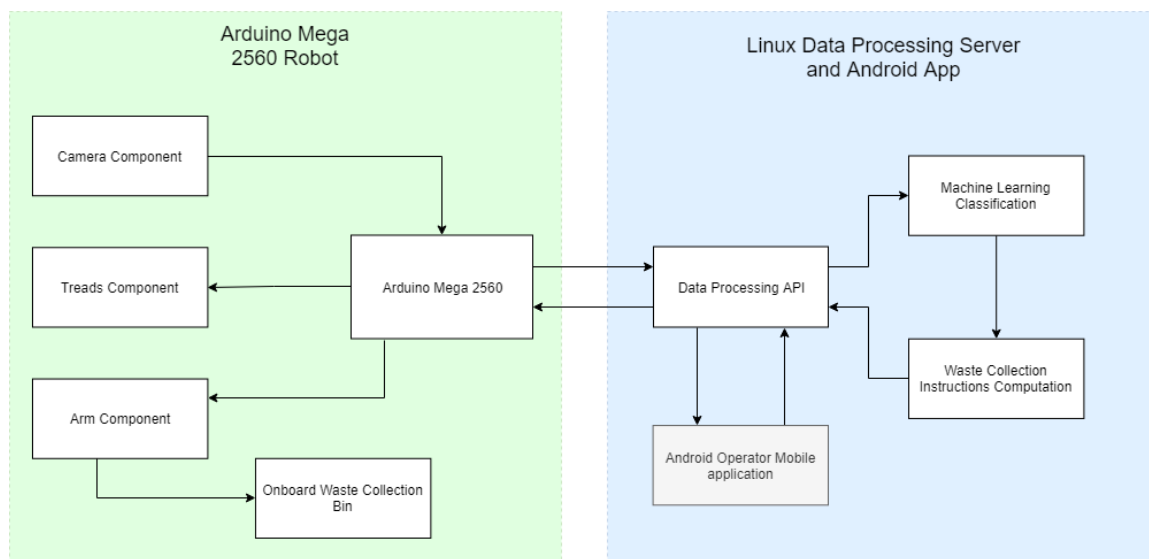 Arduino Mega
2560 Robot
Linux Data Processing Server
and Android App
Camera Component
Machine Learning
Classification
Treads Component
Arduino Mega 2560
Data Processing API
Waste Collection
Instructions Computation
Arm Component
Android Operator Mobile
application
Onboard Waste Collection
Bin